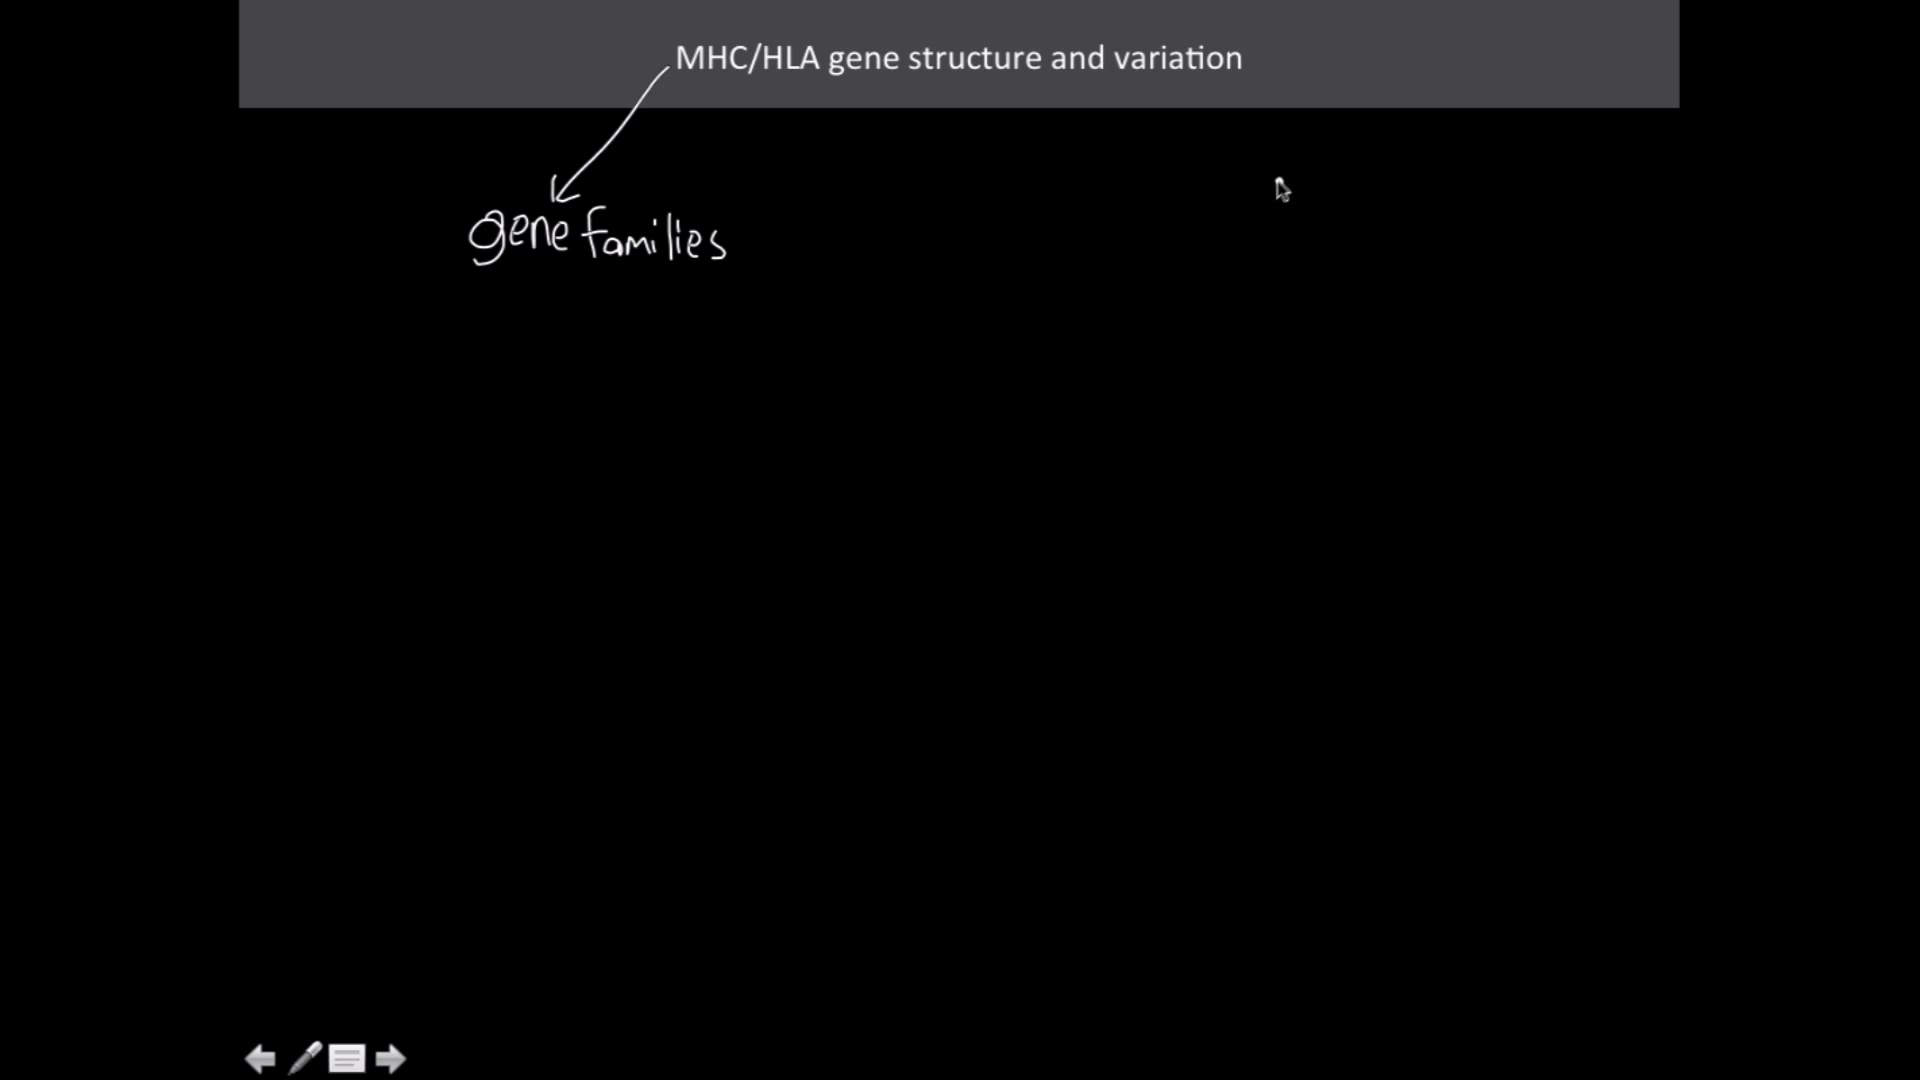 MHC/HLA gene structure and variation
gene families